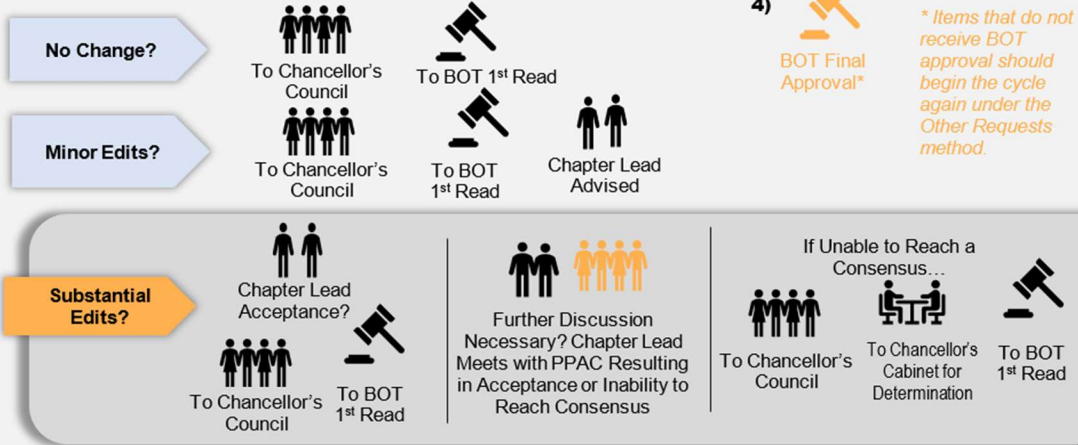 No Change?
To Chancellor's
Council
To BOT 1st Read
4)
BOT Final
Approval*
* Items that do not
receive BOT
approval should
begin the cycle
again under the
Other Requests
method.
Minor Edits?
To Chancellor's
Council
To BOT
1st Read
Chapter Lead
Advised
Substantial
Edits?
Chapter Lead
Acceptance?
To Chancellor's
Council
To BOT
1st Read
Further Discussion
Necessary? Chapter Lead
Meets with PPAC Resulting
in Acceptance or Inability to
Reach Consensus
If Unable to Reach a
Consensus...
To Chancellor's
Council
To Chancellor's
Cabinet for
Determination
To BOT
1st Read